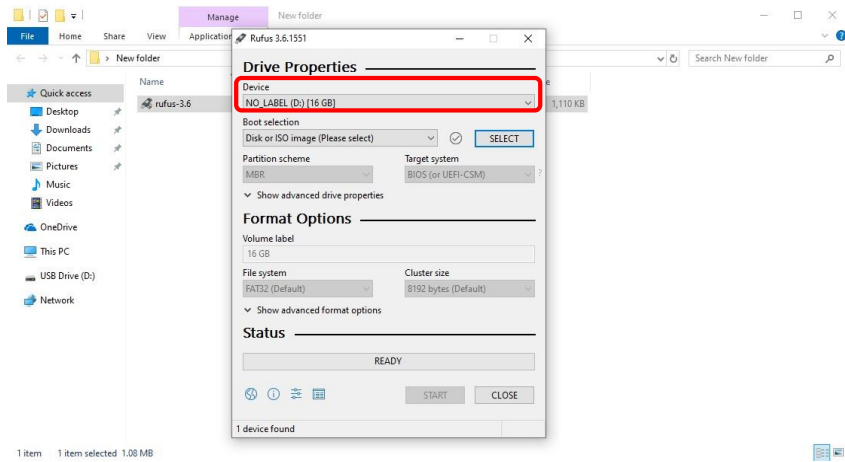 Manage
New folder
File
Home
Share
View
Application
New folder
Search New folder
Quick access
Desktop
Downloads
Documents
Pictures
Music
Videos
OneDrive
This PC
USB Drive (D:)
Network
Name
rufus-3.6
1,110 KB
Rufus 3.6.1551
Drive Properties
Device
NO_LABEL (D:) [16 GB]
Boot selection
Disk or ISO image (Please select)
SELECT
Partition scheme
Target system
MBR
BIOS (or UEFI-CSM)
?
Show advanced drive properties
Format Options
Volume label
16 GB
File system
Cluster size
FAT32 (Default)
8192 bytes (Default)
Show advanced format options
Status
READY
START
CLOSE
1 device found
1 item
1 item selected 1.08 MB